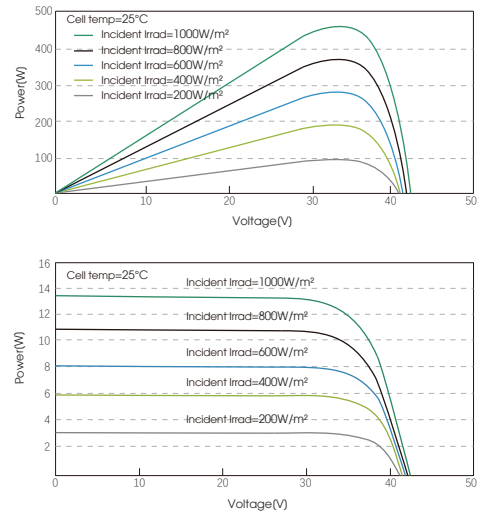 500
Cell temp=25°C
Incident Irrad=1000W/m²
400
Incident Irrad=800W/m²
Incident Irrad=600W/m²
300
Incident Irrad=400W/m²
Incident Irrad=200W/m²
200
100
Power(W)
0 10 20 30 40 50
Voltage(V)
16
Cell temp=25°C
Incident Irrad=1000W/m²
14
12
Incident Irrad=800W/m²
10
Incident Irrad=600W/m²
8
Incident Irrad=400W/m²
6
4
Incident Irrad=200W/m²
2
Power(W)
0 10 20 30 40 50
Voltage(V)